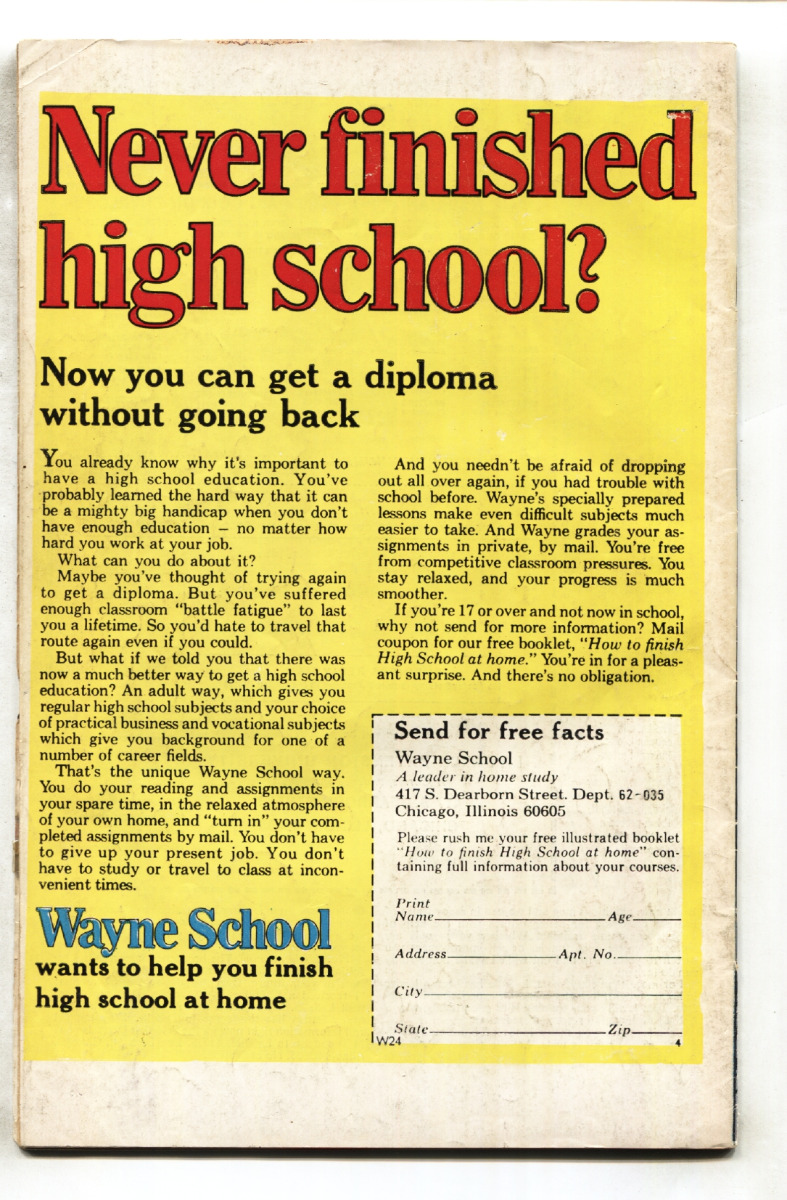 Never finished
high school?
Now you can get a diploma
without going back
You already know why it's important to
have a high school education. You've
probably learned the hard way that it can
be a mighty big handicap when you don't
have enough education – no matter how
hard you work at your job.
What can you do about it?
Maybe you've thought of trying again
to get a diploma. But you've suffered
enough classroom "battle fatigue" to last
you a lifetime. So you'd hate to travel that
route again even if you could.
But what if we told you that there was
now a much better way to get a high school
education? An adult way, which gives you
regular high school subjects and your choice
of practical business and vocational subjects
which give you background for one of a
number of career fields.
That's the unique Wayne School way.
You do your reading and assignments in
your spare time, in the relaxed atmosphere
of your own home, and "turn in" your com-
pleted assignments by mail. You don't have
to give up your present job. You don't
have to study or travel to class at incon-
venient times.
Wayne School
wants to help you finish
high school at home
And you needn't be afraid of dropping
out all over again, if you had trouble with
school before. Wayne's specially prepared
lessons make even difficult subjects much
easier to take. And Wayne grades your as-
signments in private, by mail. You're free
from competitive classroom pressures. You
stay relaxed, and your progress is much
smoother.
If you're 17 or over and not now in school,
why not send for more information? Mail
coupon for our free booklet, "How to finish
High School at home." You're in for a pleas-
ant surprise. And there's no obligation.
Send for free facts
Wayne School
A leader in home study
417 S. Dearborn Street. Dept. 62-035
Chicago, Illinois 60605
Please rush me your free illustrated booklet
"How to finish High School at home" con-
taining full information about your courses.
Print
Name Age
Address Apt. No.
City
State Zip
W24 4